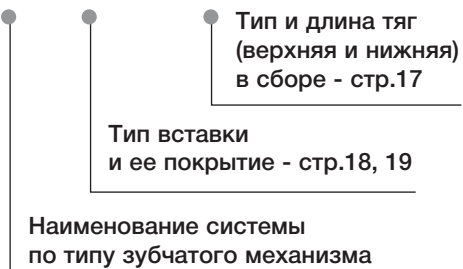 Тип и длина тяг
(верхняя и нижняя)
в сборе - стр.17
Тип вставки
и ее покрытие - стр.18, 19
Наименование системы
по типу зубчатого механизма